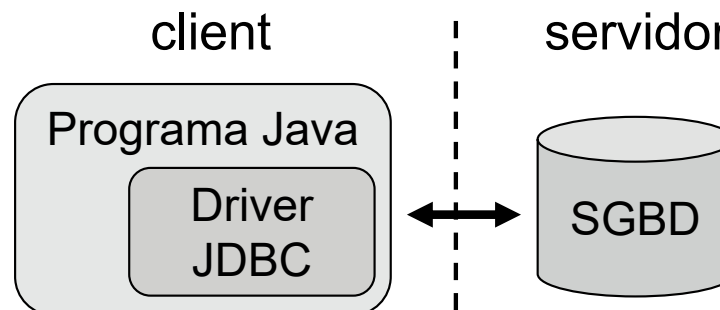 client
servidor
Programa Java
Driver
JDBC
SGBD